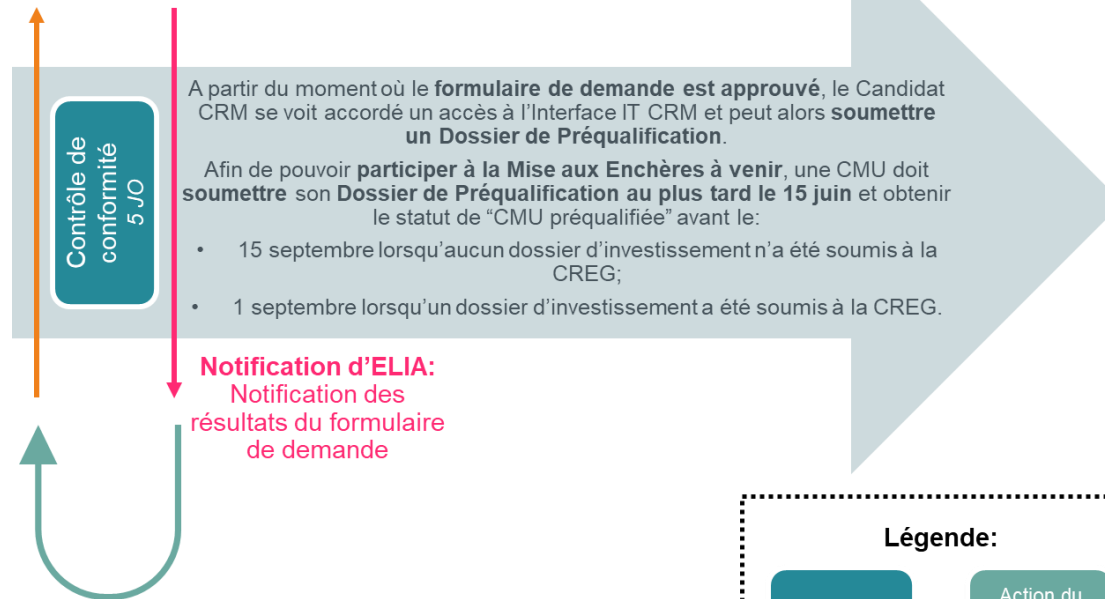 Contrôle de
conformité
5 JO
A partir du moment où le formulaire de demande est approuvé, le Candidat
CRM se voit accordé un accès à l'Interface IT CRM et peut alors soumettre
un Dossier de Préqualification.
Afin de pouvoir participer à la Mise aux Enchères à venir, une CMU doit
soumettre son Dossier de Préqualification au plus tard le 15 juin et obtenir
le statut de “CMU préqualifiée” avant le:
• 15 septembre lorsqu'aucun dossier d'investissement n'a été soumis à la
CREG;
• 1 septembre lorsqu'un dossier d'investissement a été soumis à la CREG.
Notification d'ELIA:
Notification des
résultats du formulaire
de demande
Légende:
Action du